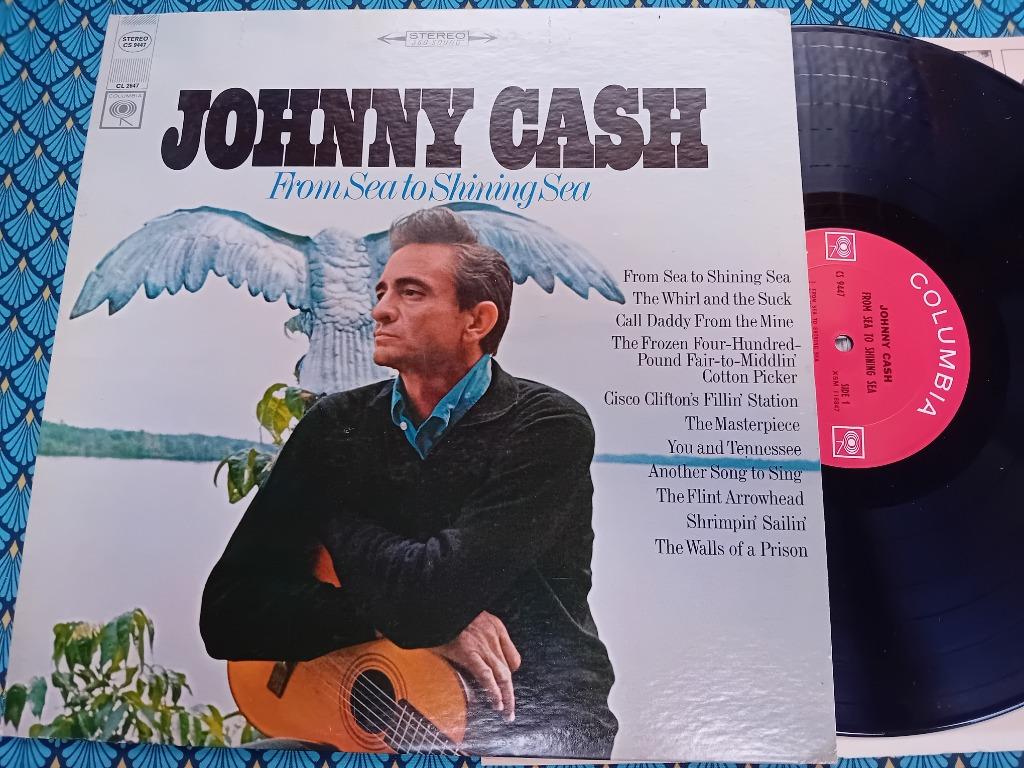 STEREO
CS 9447
CL 2647
COLUMBIA
STEREO
360 SOUND
JOHNNY CASH
From Sea to Shining Sea
From Sea to Shining Sea
The Whirl and the Suck
Call Daddy From the Mine
The Frozen Four-Hundred-
Pound Fair-to-Middlin'
Cotton Picker
Cisco Clifton's Fillin' Station
The Masterpiece
You and Tennessee
Another Song to Sing
The Flint Arrowhead
Shrimpin' Sailin'
The Walls of a Prison
COLUMBIA
CS 9447
JOHNNY CASH
FROM SEA TO SHINING SEA
SIDE 1